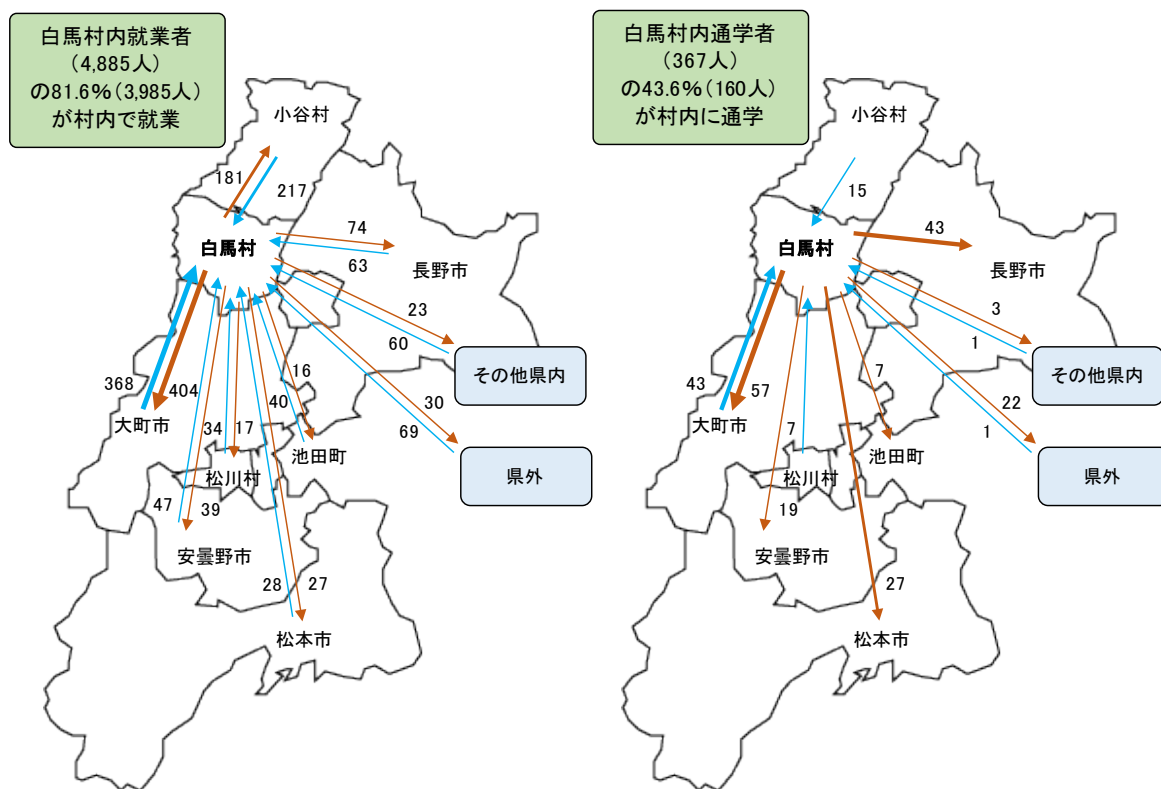 白馬村内就業者
(4,885人)
の81.6%(3,985人)
が村内で就業
小谷村
181
217
白馬村
74
63
長野市
23
60
その他県内
368
404
大町市
16
40
30
69
34
17
池田町
県外
松川村
47
39
安曇野市
28
27
松本市
白馬村内通学者
(367人)
の43.6%(160人)
が村内に通学
小谷村
15
白馬村
43
長野市
3
1
その他県内
43
57
大町市
7
22
1
7
池田町
県外
松川村
19
安曇野市
27
松本市